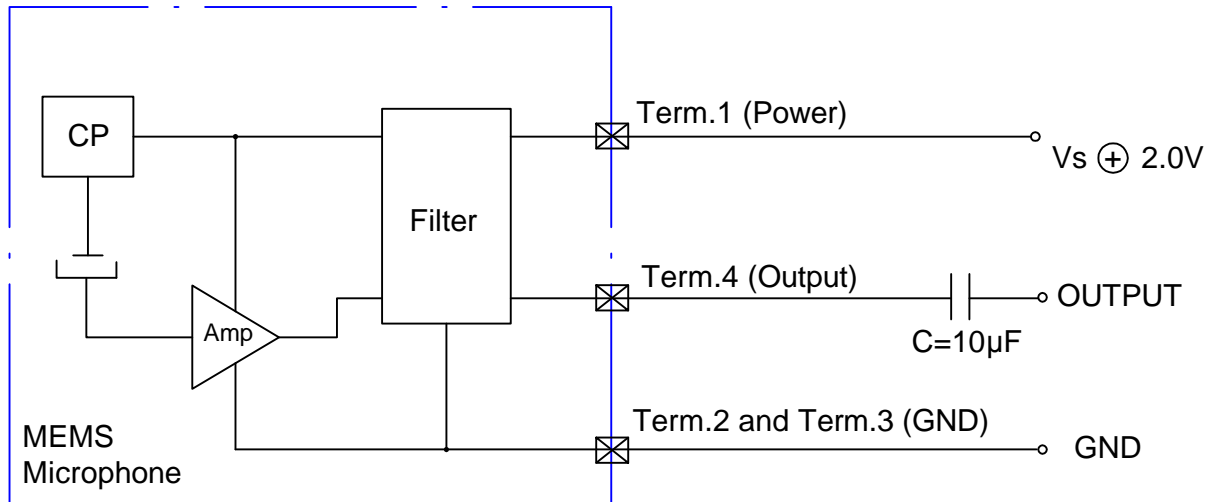 CP
Term.1 (Power)
Vs ⊕ 2.0V
Filter
Term.4 (Output)
OUTPUT
Amp
C=10µF
Term.2 and Term.3 (GND)
GND
MEMS
Microphone